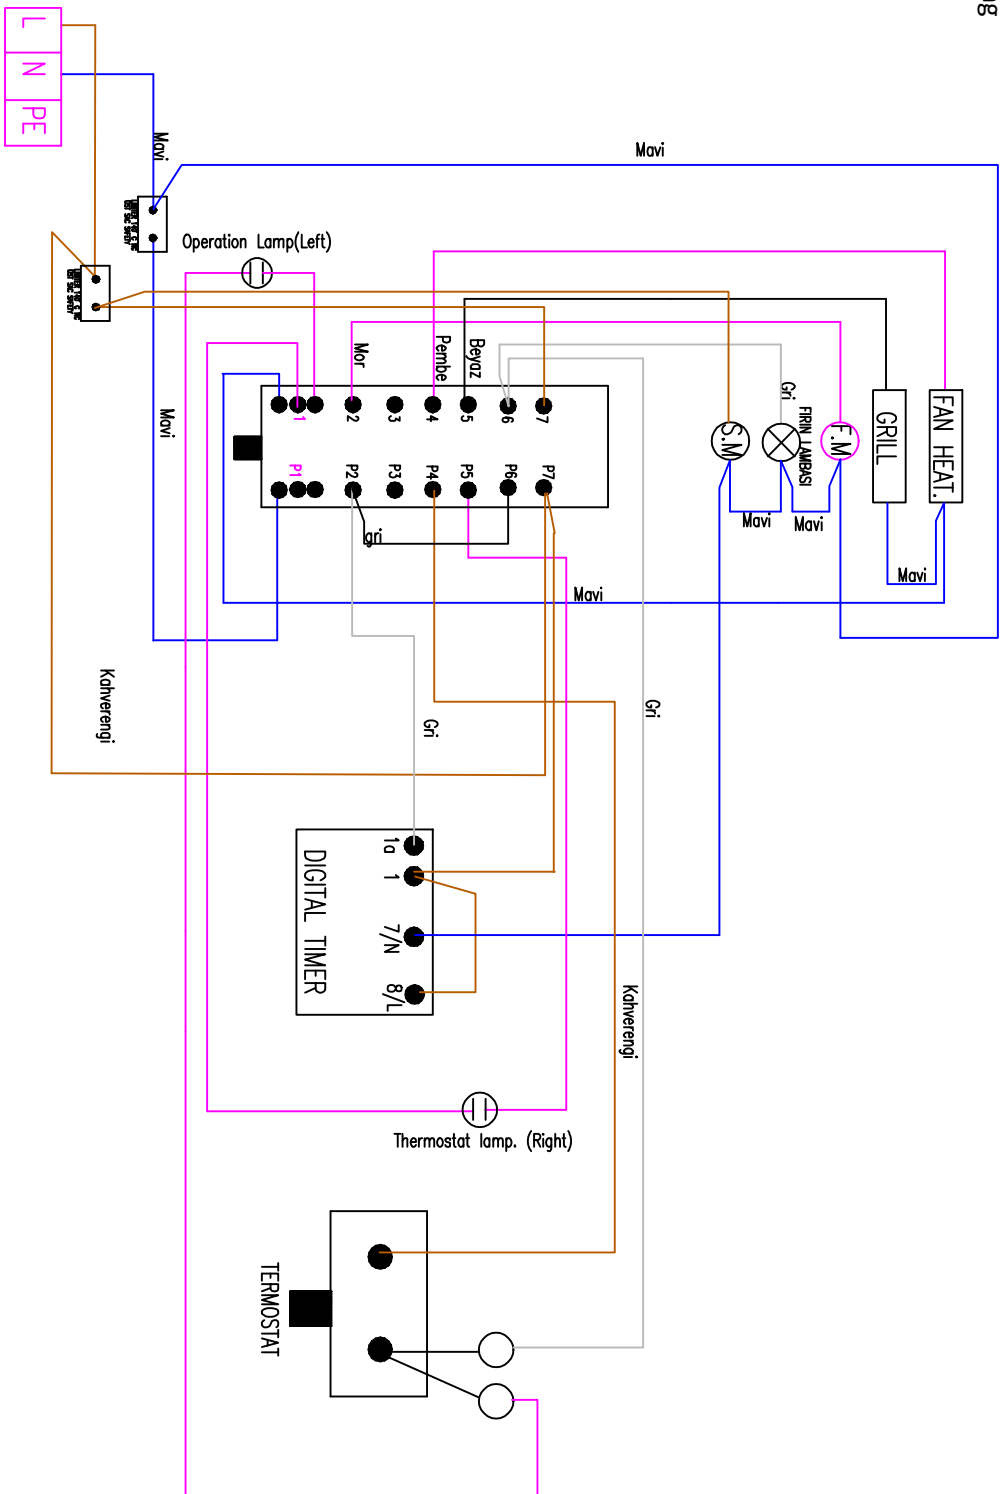 L
N
PE
Mavi
Mavi
Operation Lamp(Left)
Mor
Pembe
Beyaz
Gri
FIRIN LAMBASI
S.M
F.M
GRILL
FAN HEAT.
1
2
3
4
5
6
7
P1
P2
P3
P4
P5
P6
P7
Mavi
gri
Mavi
Mavi
Mavi
Mavi
Kahverengi
Gri
Gri
1a
1
7/N
8/L
DIGITAL TIMER
Kahverengi
Thermostat lamp. (Right)
TERMOSTAT